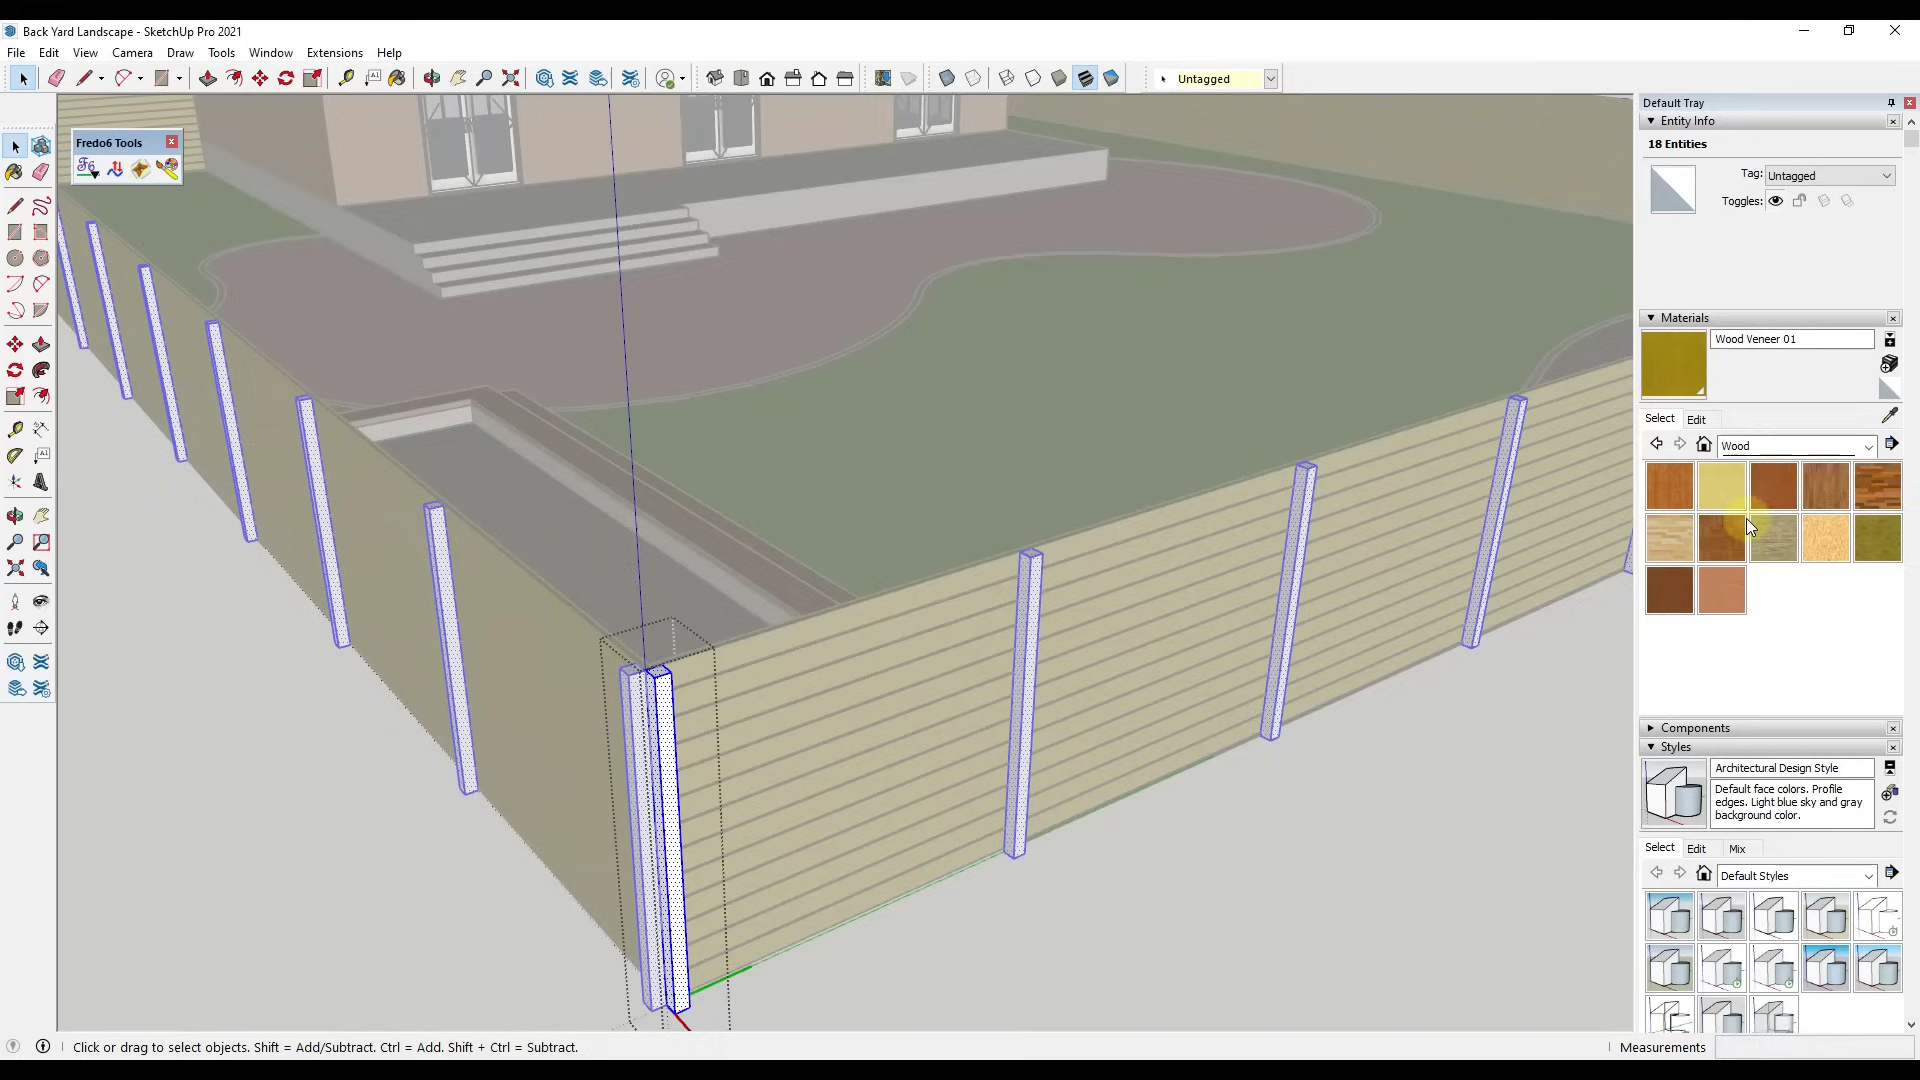 Back Yard Landscape - SketchUp Pro 2021
File Edit View Camera Draw Tools Window Extensions Help
Untagged
Fredo6 Tools
Default Tray
Entity Info
18 Entities
Tag: Untagged
Toggles:
Materials
Wood Veneer 01
Select Edit
Wood
Components
Styles
Architectural Design Style
Default face colors. Profile
edges. Light blue sky and gray
background color.
Select Edit Mix
Default Styles
Click or drag to select objects. Shift = Add/Subtract. Ctrl = Add. Shift + Ctrl = Subtract.
Measurements